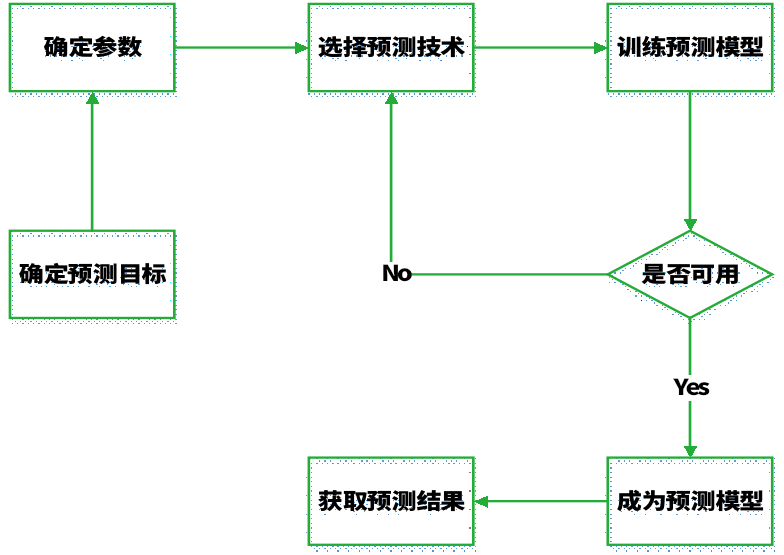 确定参数
选择预测技术
训练预测模型
确定预测目标
No
是否可用
Yes
获取预测结果
成为预测模型